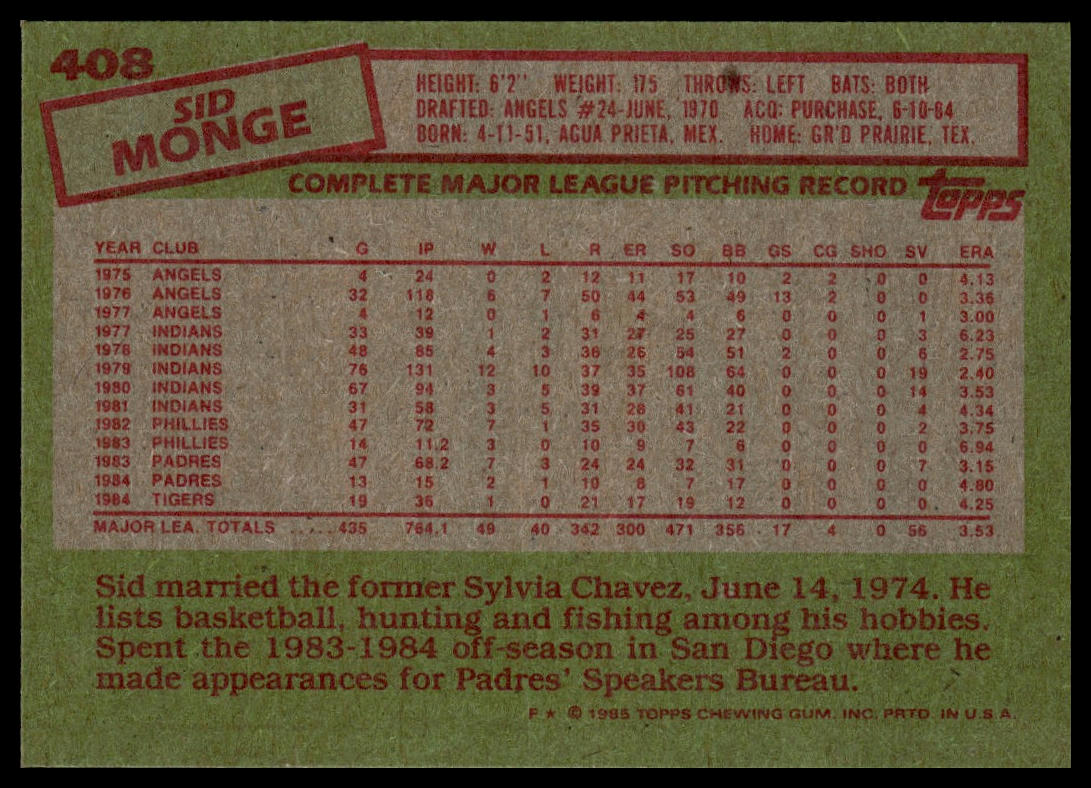 408
SID
MONGE
HEIGHT: 6'2" WEIGHT: 175 THROWS: LEFT BATS: BOTH
DRAFTED: ANGELS #24-JUNE, 1970 ACQ: PURCHASE, 6-10-84
BORN: 4-11-51, AGUA PRIETA, MEX. HOME: GR'D PRAIRIE, TEX.
COMPLETE MAJOR LEAGUE PITCHING RECORD
topps
YEAR CLUB G IP W L R ER SO BB GS CG SHO SV ERA
1975 ANGELS 4 24 0 2 12 11 17 10 2 2 0 0 4.13
1976 ANGELS 32 118 6 7 50 44 53 49 13 2 0 0 3.36
1977 ANGELS 4 12 0 1 6 4 4 6 0 0 0 1 3.00
1977 INDIANS 33 39 1 2 31 27 25 27 0 0 0 3 6.23
1978 INDIANS 48 85 4 3 36 26 54 51 2 0 0 6 2.75
1979 INDIANS 76 131 12 10 37 35 108 64 0 0 0 19 2.40
1980 INDIANS 67 94 3 5 39 37 61 40 0 0 0 14 3.53
1981 INDIANS 31 58 3 5 31 28 41 21 0 0 0 4 4.34
1982 PHILLIES 47 72 7 1 35 30 43 22 0 0 0 2 3.75
1983 PHILLIES 14 11.2 3 0 10 9 7 6 0 0 0 0 6.94
1983 PADRES 47 68.2 7 3 24 24 32 31 0 0 0 7 3.15
1984 PADRES 13 15 2 1 10 8 7 17 0 0 0 0 4.80
1984 TIGERS 19 36 1 0 21 17 19 12 0 0 0 0 4.25
MAJOR LEA. TOTALS ..... 435 764.1 49 40 342 300 471 356 17 4 0 56 3.53
Sid married the former Sylvia Chavez, June 14, 1974. He
lists basketball, hunting and fishing among his hobbies.
Spent the 1983-1984 off-season in San Diego where he
made appearances for Padres' Speakers Bureau.
F ★ © 1985 TOPPS CHEWING GUM, INC. PRTD. IN U.S.A.